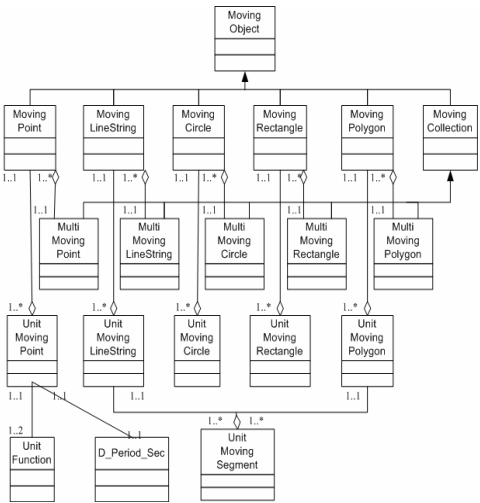 Moving
Object
Moving
Point
Moving
LineString
Moving
Circle
Moving
Rectangle
Moving
Polygon
Moving
Collection
1..1 1..* 1..1 1..* 1..1 1..* 1..1 1..* 1..1 1..*
1..1 1..1 1..1 1..1 1..1
Multi
Moving
Point
Multi
Moving
LineString
Multi
Moving
Circle
Multi
Moving
Rectangle
Multi
Moving
Polygon
1..* 1..* 1..* 1..* 1..*
Unit
Moving
Point
Unit
Moving
LineString
Unit
Moving
Circle
Unit
Moving
Rectangle
Unit
Moving
Polygon
1..1 1..1 1..1 1..1
1..2 1..1 1..* 1..*
Unit
Function
D_Period_Sec
Unit
Moving
Segment